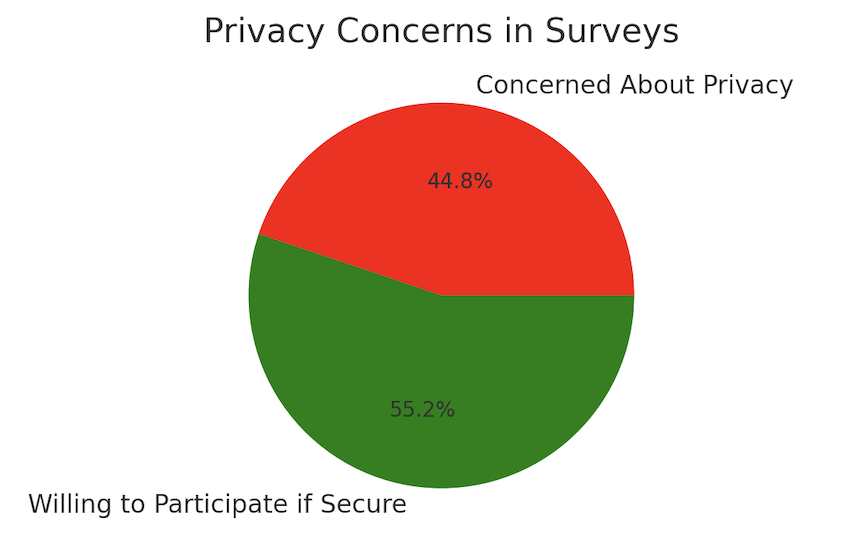 Privacy Concerns in Surveys
Concerned About Privacy
44.8%
55.2%
Willing to Participate if Secure